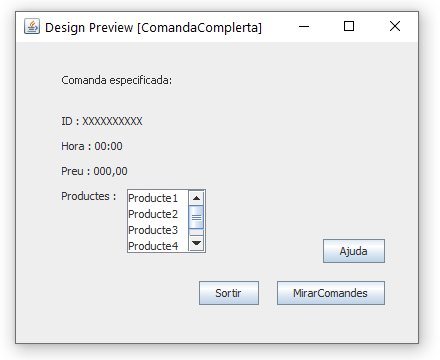 Design Preview [ComandaComplerta]
Comanda especificada:
ID : XXXXXXXXXX
Hora : 00:00
Preu : 000,00
Productes :
Producte1
Producte2
Producte3
Producte4
Ajuda
Sortir
MirarComandes